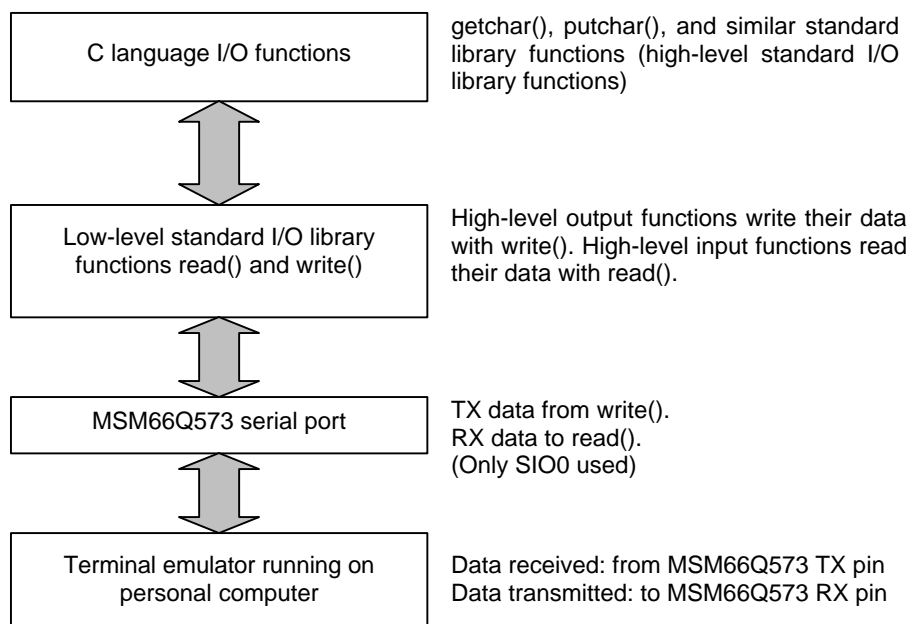 C language I/O functions
getchar(), putchar(), and similar standard
library functions (high-level standard I/O
library functions)
Low-level standard I/O library
functions read() and write()
High-level output functions write their data
with write(). High-level input functions read
their data with read().
MSM66Q573 serial port
TX data from write().
RX data to read().
(Only SIO0 used)
Terminal emulator running on
personal computer
Data received: from MSM66Q573 TX pin
Data transmitted: to MSM66Q573 RX pin